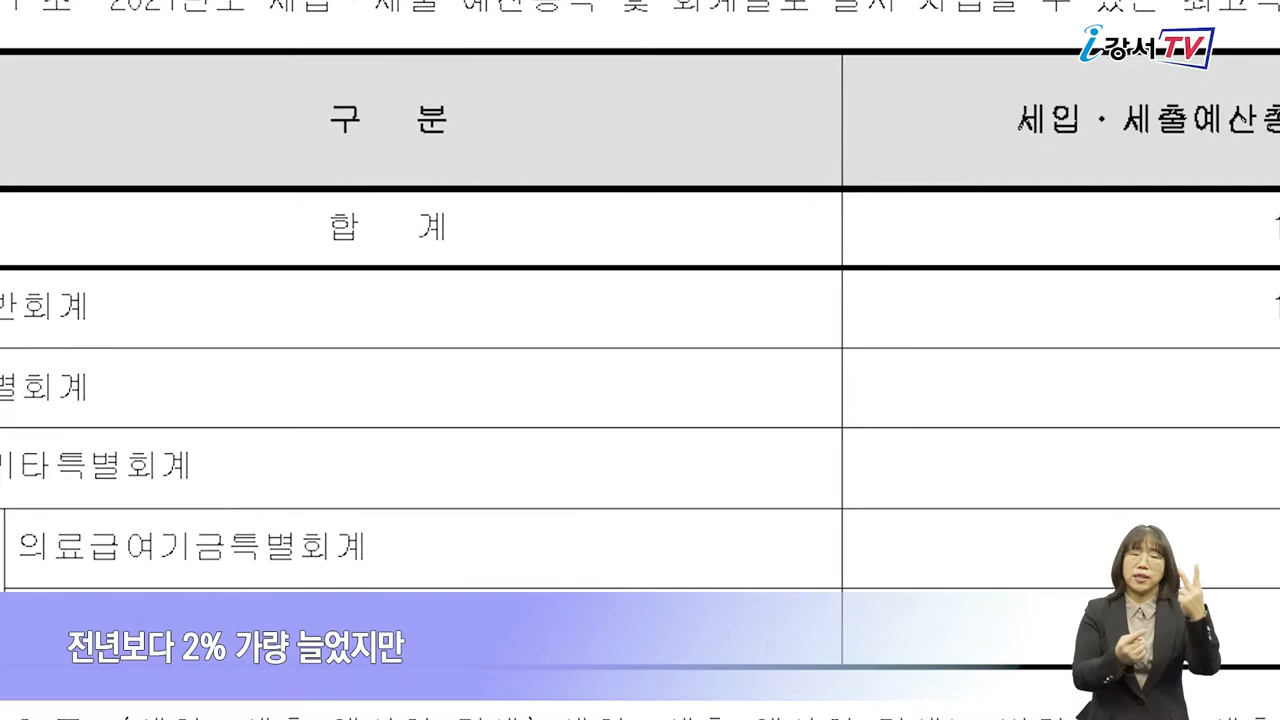 i강서TV
구 분
세입ㆍ세출예산총
합 계
반회계
별회계
기타특별회계
의료급여기금특별회계
전년보다 2% 가량 늘었지만